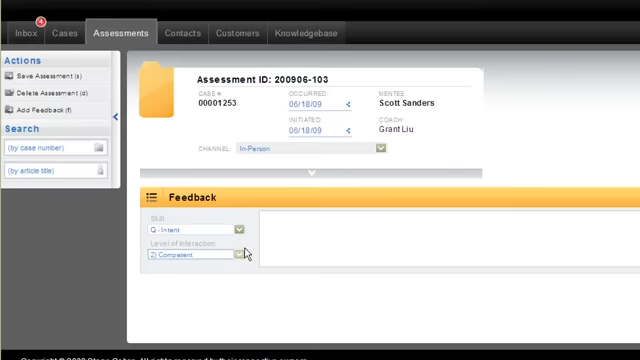 4
Inbox Cases Assessments Contacts Customers Knowledgebase
Actions
Save Assessment (s)
Delete Assessment (d)
Add Feedback (f)
Search
(by case number)
(by article title)
Assessment ID: 200906-103
CASE #: OCCURRED: MENTEE:
00001253 06/18/09 Scott Sanders
INITIATED: COACH:
06/18/09 Grant Liu
CHANNEL In-Person
Feedback
Skill:
Q - Intent
Level of Interaction:
2) Competent